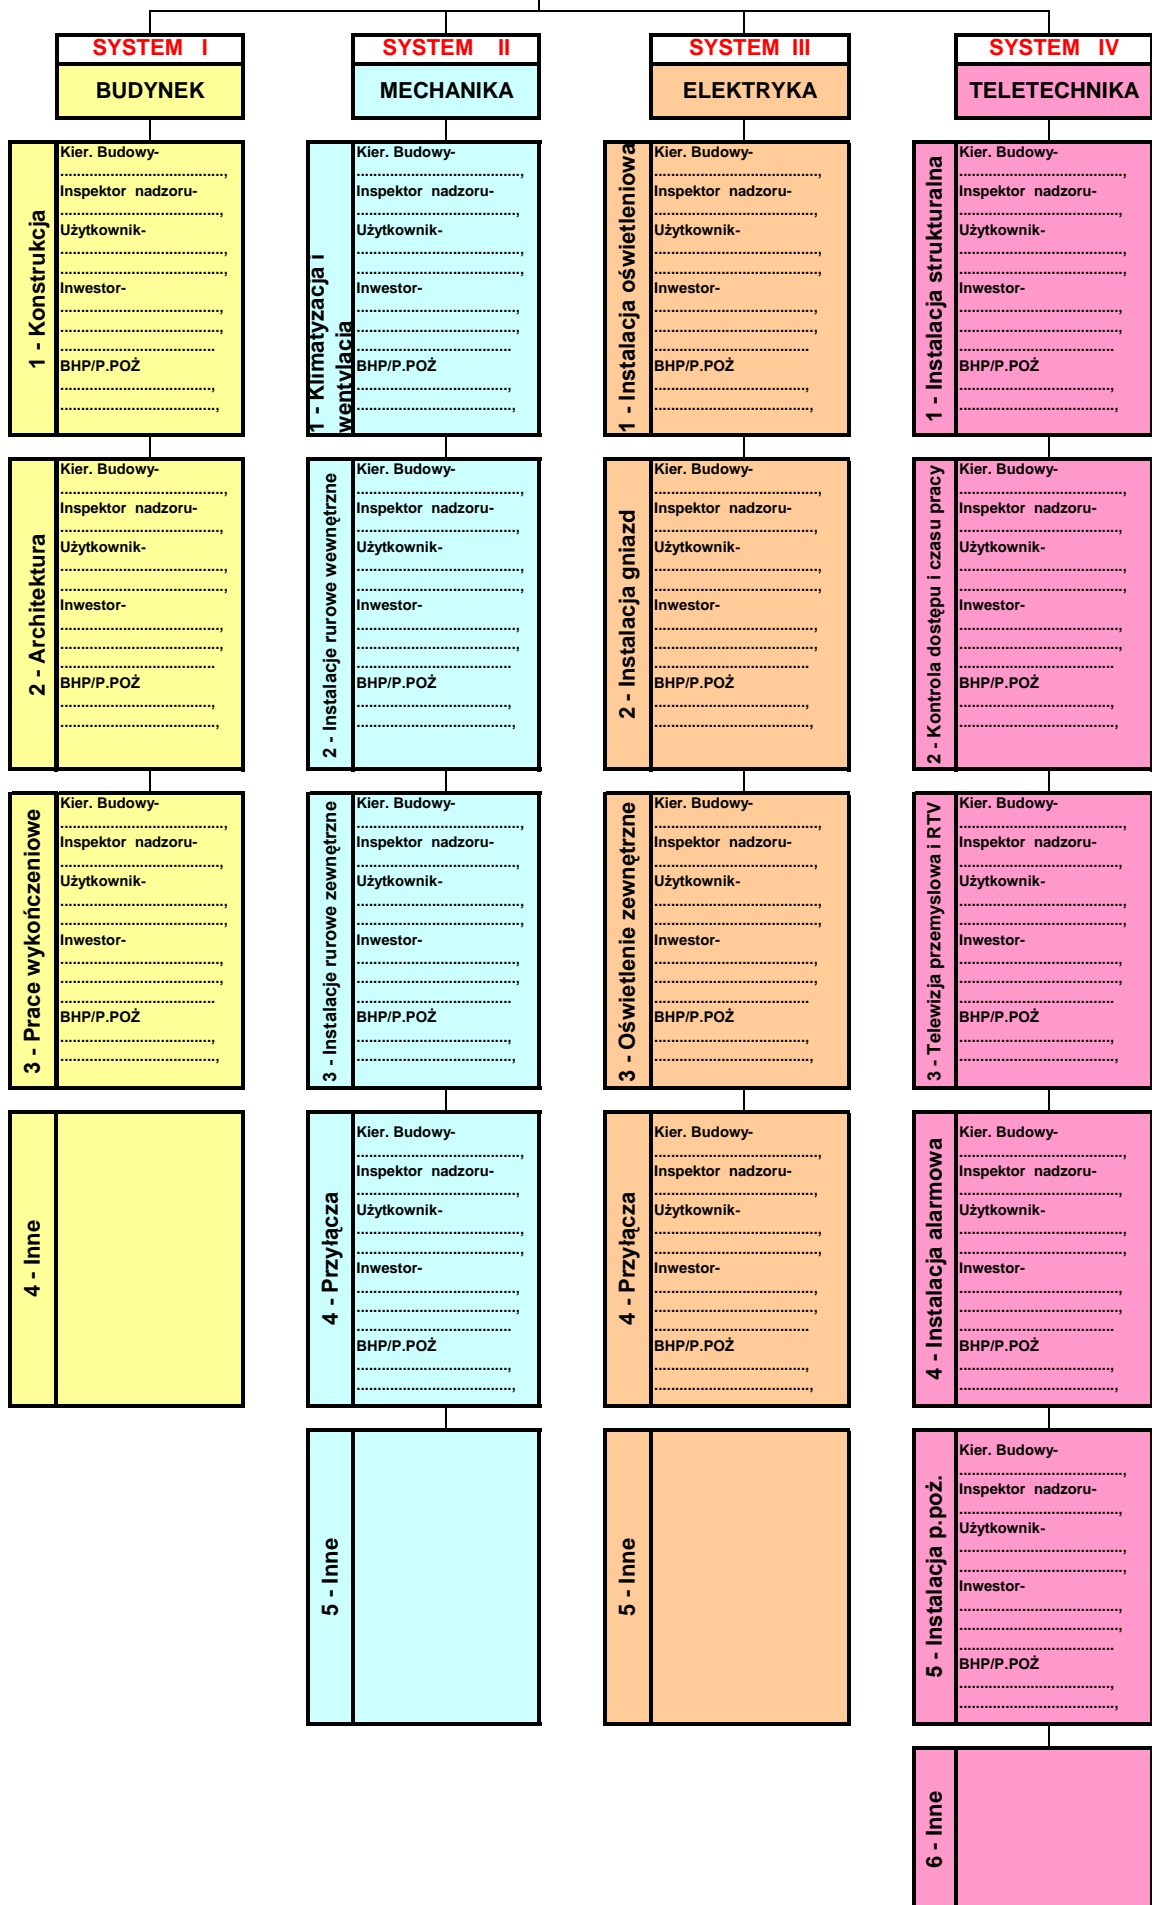 SYSTEM I
BUDYNEK
1 - Konstrukcja
Kier. Budowy-
.......................................,
Inspektor nadzoru-
......................................,
Użytkownik-
.......................................,
.......................................,
Inwestor-
......................................,
......................................,
.....................................
BHP/P.POŻ
....................................,
.....................................,
2 - Architektura
Kier. Budowy-
.......................................,
Inspektor nadzoru-
......................................,
Użytkownik-
.......................................,
.......................................,
Inwestor-
......................................,
......................................,
.....................................
BHP/P.POŻ
....................................,
.....................................,
3 - Prace wykończeniowe
Kier. Budowy-
.......................................,
Inspektor nadzoru-
......................................,
Użytkownik-
.......................................,
.......................................,
Inwestor-
......................................,
......................................,
.....................................
BHP/P.POŻ
....................................,
.....................................,
4 - Inne
SYSTEM II
MECHANIKA
1 - Klimatyzacja i
wentylacja
Kier. Budowy-
.......................................,
Inspektor nadzoru-
......................................,
Użytkownik-
.......................................,
.......................................,
Inwestor-
......................................,
......................................,
.....................................
BHP/P.POŻ
....................................,
.....................................,
2 - Instalacje rurowe wewnętrzne
Kier. Budowy-
.......................................,
Inspektor nadzoru-
......................................,
Użytkownik-
.......................................,
.......................................,
Inwestor-
......................................,
......................................,
.....................................
BHP/P.POŻ
....................................,
.....................................,
3 - Instalacje rurowe zewnętrzne
Kier. Budowy-
.......................................,
Inspektor nadzoru-
......................................,
Użytkownik-
.......................................,
.......................................,
Inwestor-
......................................,
......................................,
.....................................
BHP/P.POŻ
....................................,
.....................................,
4 - Przyłącza
Kier. Budowy-
.......................................,
Inspektor nadzoru-
......................................,
Użytkownik-
.......................................,
.......................................,
Inwestor-
......................................,
......................................,
.....................................
BHP/P.POŻ
....................................,
.....................................,
5 - Inne
SYSTEM III
ELEKTRYKA
1 - Instalacja oświetleniowa
Kier. Budowy-
.......................................,
Inspektor nadzoru-
......................................,
Użytkownik-
.......................................,
.......................................,
Inwestor-
......................................,
......................................,
.....................................
BHP/P.POŻ
....................................,
.....................................,
2 - Instalacja gniazd
Kier. Budowy-
.......................................,
Inspektor nadzoru-
......................................,
Użytkownik-
.......................................,
.......................................,
Inwestor-
......................................,
......................................,
.....................................
BHP/P.POŻ
....................................,
.....................................,
3 - Oświetlenie zewnętrzne
Kier. Budowy-
.......................................,
Inspektor nadzoru-
......................................,
Użytkownik-
.......................................,
.......................................,
Inwestor-
......................................,
......................................,
.....................................
BHP/P.POŻ
....................................,
.....................................,
4 - Przyłącza
Kier. Budowy-
.......................................,
Inspektor nadzoru-
......................................,
Użytkownik-
.......................................,
.......................................,
Inwestor-
......................................,
......................................,
.....................................
BHP/P.POŻ
....................................,
.....................................,
5 - Inne
SYSTEM IV
TELETECHNIKA
1 - Instalacja strukturalna
Kier. Budowy-
.......................................,
Inspektor nadzoru-
......................................,
Użytkownik-
.......................................,
.......................................,
Inwestor-
......................................,
......................................,
.....................................
BHP/P.POŻ
....................................,
.....................................,
2 - Kontrola dostępu i czasu pracy
Kier. Budowy-
.......................................,
Inspektor nadzoru-
......................................,
Użytkownik-
.......................................,
.......................................,
Inwestor-
......................................,
......................................,
.....................................
BHP/P.POŻ
....................................,
.....................................,
3 - Telewizja przemyslowa i RTV
Kier. Budowy-
.......................................,
Inspektor nadzoru-
......................................,
Użytkownik-
.......................................,
.......................................,
Inwestor-
......................................,
......................................,
.....................................
BHP/P.POŻ
....................................,
.....................................,
4 - Instalacja alarmowa
Kier. Budowy-
.......................................,
Inspektor nadzoru-
......................................,
Użytkownik-
.......................................,
.......................................,
Inwestor-
......................................,
......................................,
.....................................
BHP/P.POŻ
....................................,
.....................................,
5 - Instalacja p.poż.
Kier. Budowy-
.......................................,
Inspektor nadzoru-
......................................,
Użytkownik-
.......................................,
.......................................,
Inwestor-
......................................,
......................................,
.....................................
BHP/P.POŻ
....................................,
.....................................,
6 - Inne